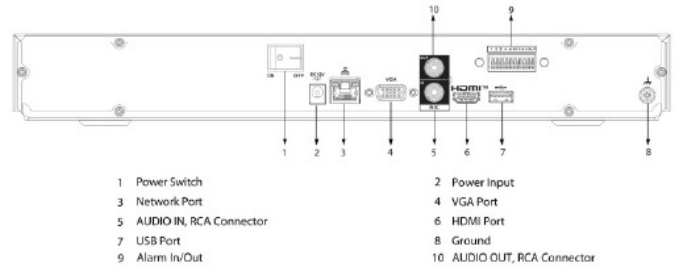 10
9
VGA
OUT
ON
OFF
DC 12V
IN
HDMI™
MIC
1
2
3
4
5
6
7
8
1 Power Switch
2 Power Input
3 Network Port
4 VGA Port
5 AUDIO IN, RCA Connector
6 HDMI Port
7 USB Port
8 Ground
9 Alarm In/Out
10 AUDIO OUT, RCA Connector